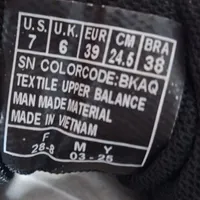 U.S. U.K. EUR CM BRA
7 6 39 24.5 38
SN COLORCODE:BKAQ
TEXTILE UPPER BALANCE
MAN MADE MATERIAL
MADE IN VIETNAM
F M Y
28-8 03-25